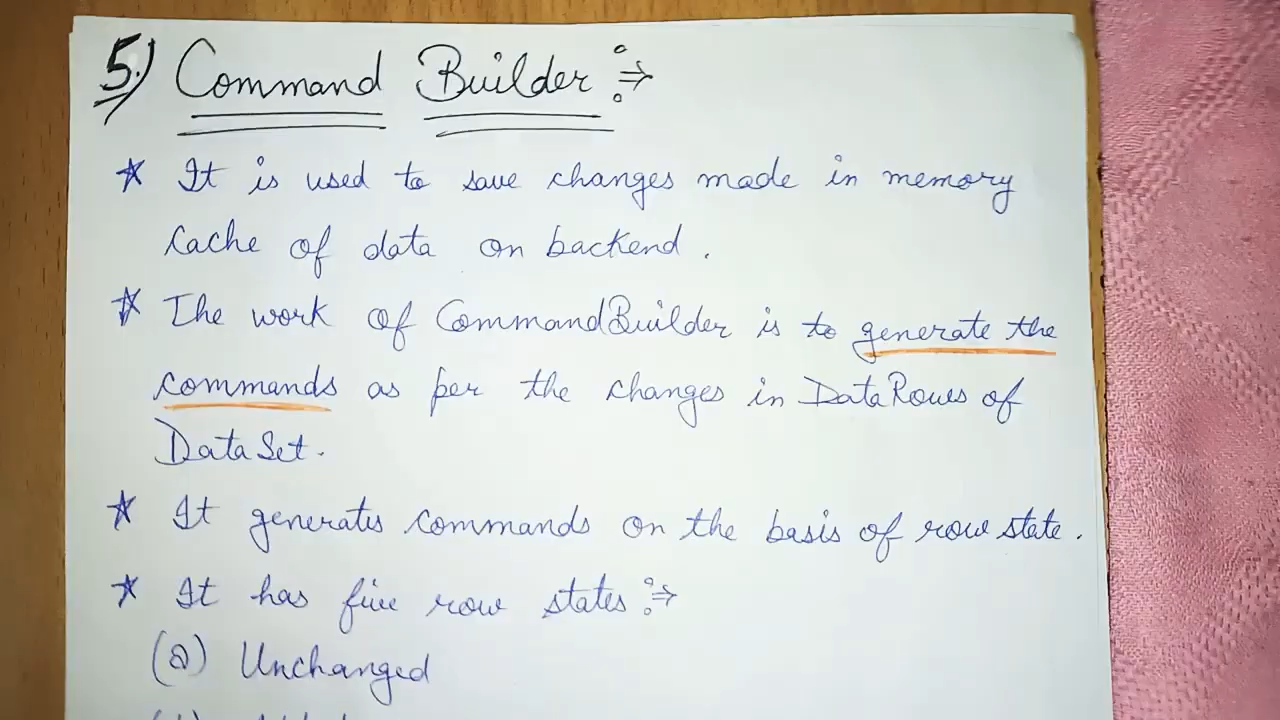 5.) Command Builder :⇒
* It is used to save changes made in memory
cache of data on backend.
* The work of CommandBuilder is to generate the
commands as per the changes in DataRows of
DataSet.
* It generates commands on the basis of row state.
* It has five row states :⇒
(a) Unchanged